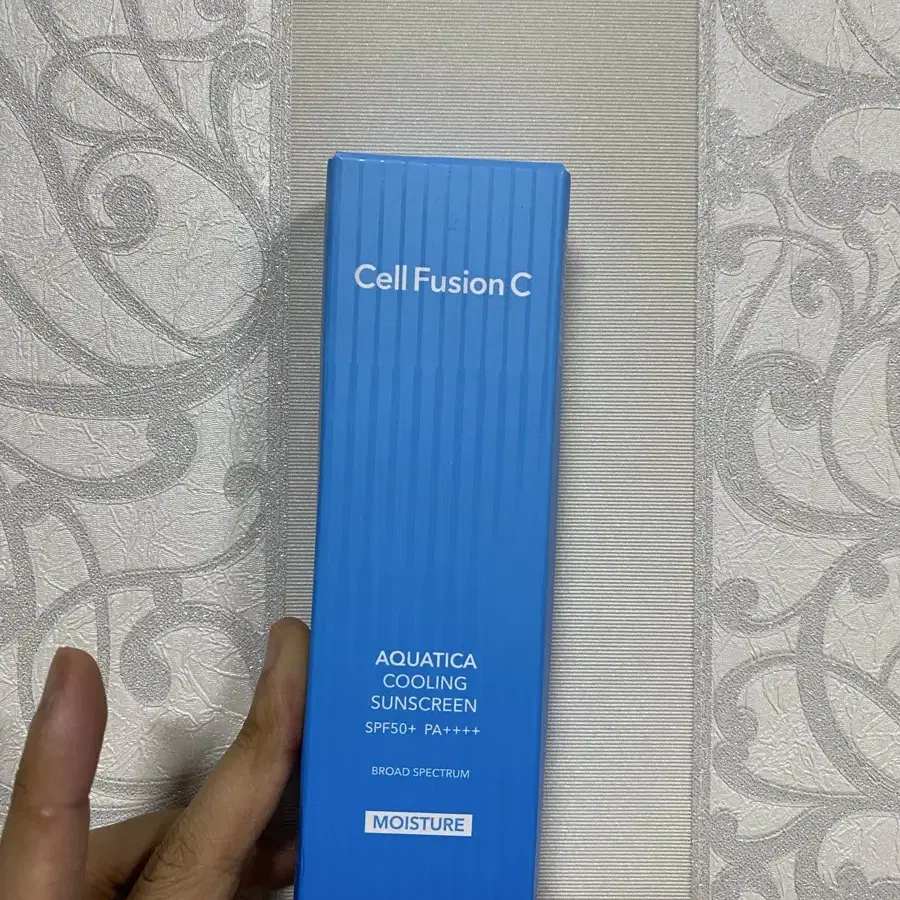 Cell Fusion C
AQUATICA
COOLING
SUNSCREEN
SPF50+ PA++++
BROAD SPECTRUM
MOISTURE